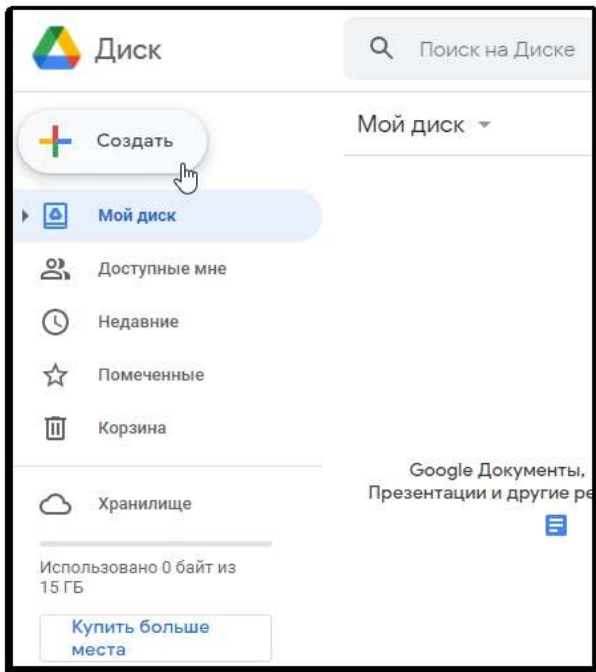 Диск
Поиск на Диске
Создать
Мой диск
Мой диск
Доступные мне
Недавние
Помеченные
Корзина
Google Документы,
Презентации и другие ре
Хранилище
Использовано 0 байт из
15 ГБ
Купить больше
места